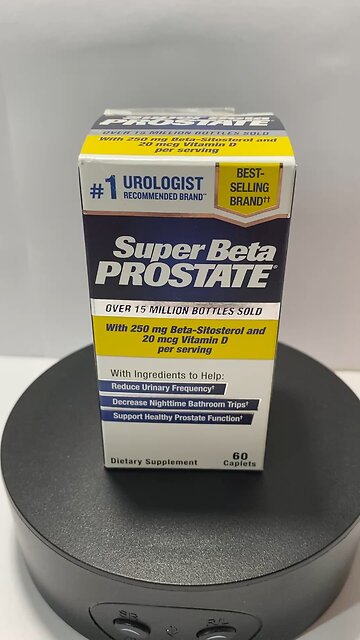 Super Beta
PROSTATE
OVER 15 MILLION BOTTLES SOLD
With 250 mg Beta-Sitosterol and
20 mcg Vitamin D
per serving
#1 UROLOGIST
RECOMMENDED BRAND**
BEST-
SELLING
BRAND††
Super Beta
PROSTATE®
OVER 15 MILLION BOTTLES SOLD
With 250 mg Beta-Sitosterol and
20 mcg Vitamin D
per serving
With Ingredients to Help:
Reduce Urinary Frequency†
Decrease Nighttime Bathroom Trips†
Support Healthy Prostate Function†
Dietary Supplement
60
Caplets